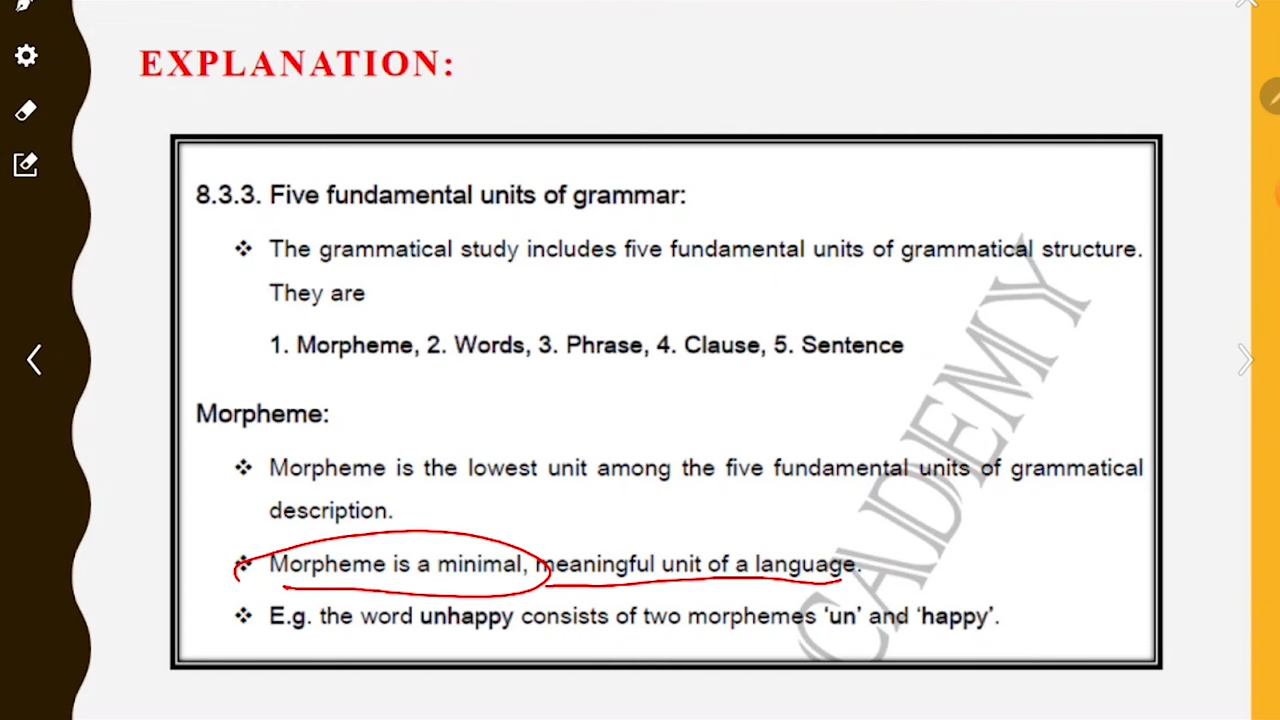 EXPLANATION:
8.3.3. Five fundamental units of grammar:
❖ The grammatical study includes five fundamental units of grammatical structure.
They are
1. Morpheme, 2. Words, 3. Phrase, 4. Clause, 5. Sentence
Morpheme:
❖ Morpheme is the lowest unit among the five fundamental units of grammatical
description.
❖ Morpheme is a minimal, meaningful unit of a language.
❖ E.g. the word unhappy consists of two morphemes ‘un’ and ‘happy’.
CADEMY